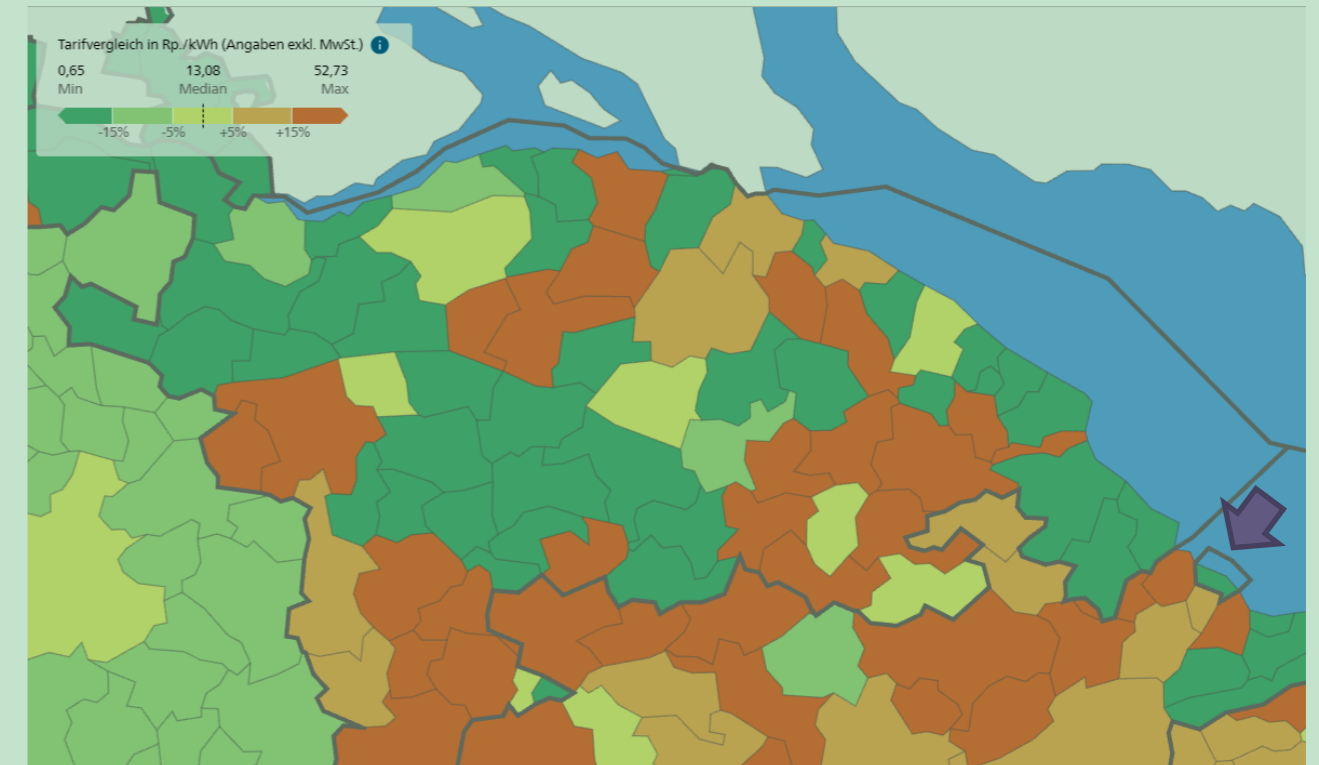 Tarifvergleich in Rp./kWh (Angaben exkl. MwSt.) i
0,65 13,08 52,73
Min Median Max
-15% -5% +5% +15%